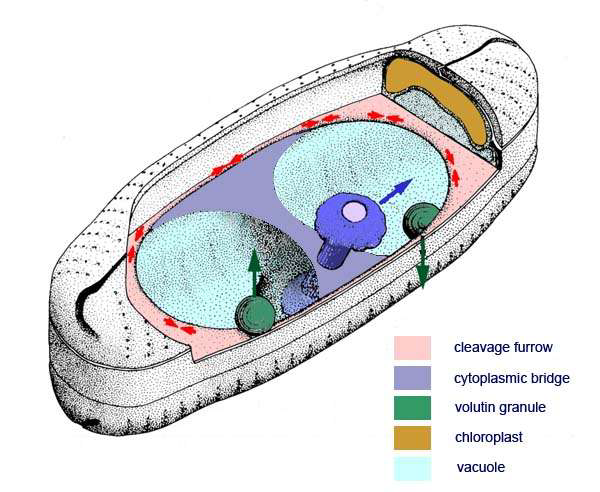 cleavage furrow
cytoplasmic bridge
volutin granule
chloroplast
vacuole